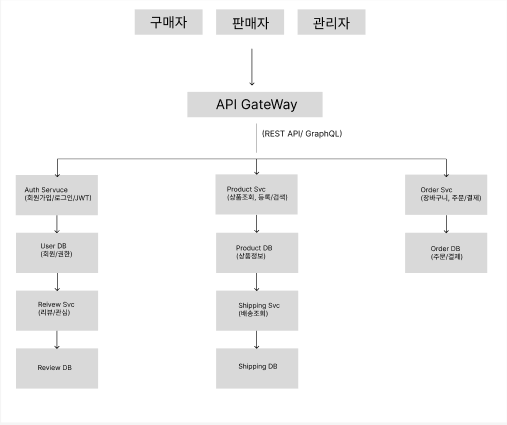 구매자
판매자
관리자
API GateWay
(REST API/ GraphQL)
Auth Servuce
(회원가입/로그인/JWT)
Product Svc
(상품조회, 등록/검색)
Order Svc
(장바구니, 주문/결제)
User DB
(회원/권한)
Product DB
(상품정보)
Order DB
(주문/결제)
Reivew Svc
(리뷰/관심)
Shipping Svc
(배송조회)
Review DB
Shipping DB